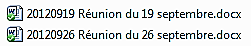 20120919 Réunion du 19 septembre.docx
20120926 Réunion du 26 septembre.docx